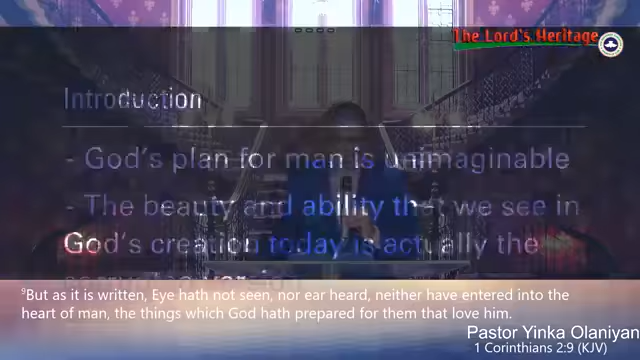 The Lord's Heritage
Introduction
- God's plan for man is unimaginable
- The beauty and ability that we see in
God's creation today is actually the
9But as it is written, Eye hath not seen, nor ear heard, neither have entered into the
heart of man, the things which God hath prepared for them that love him.
Pastor Yinka Olaniyan
1 Corinthians 2:9 (KJV)